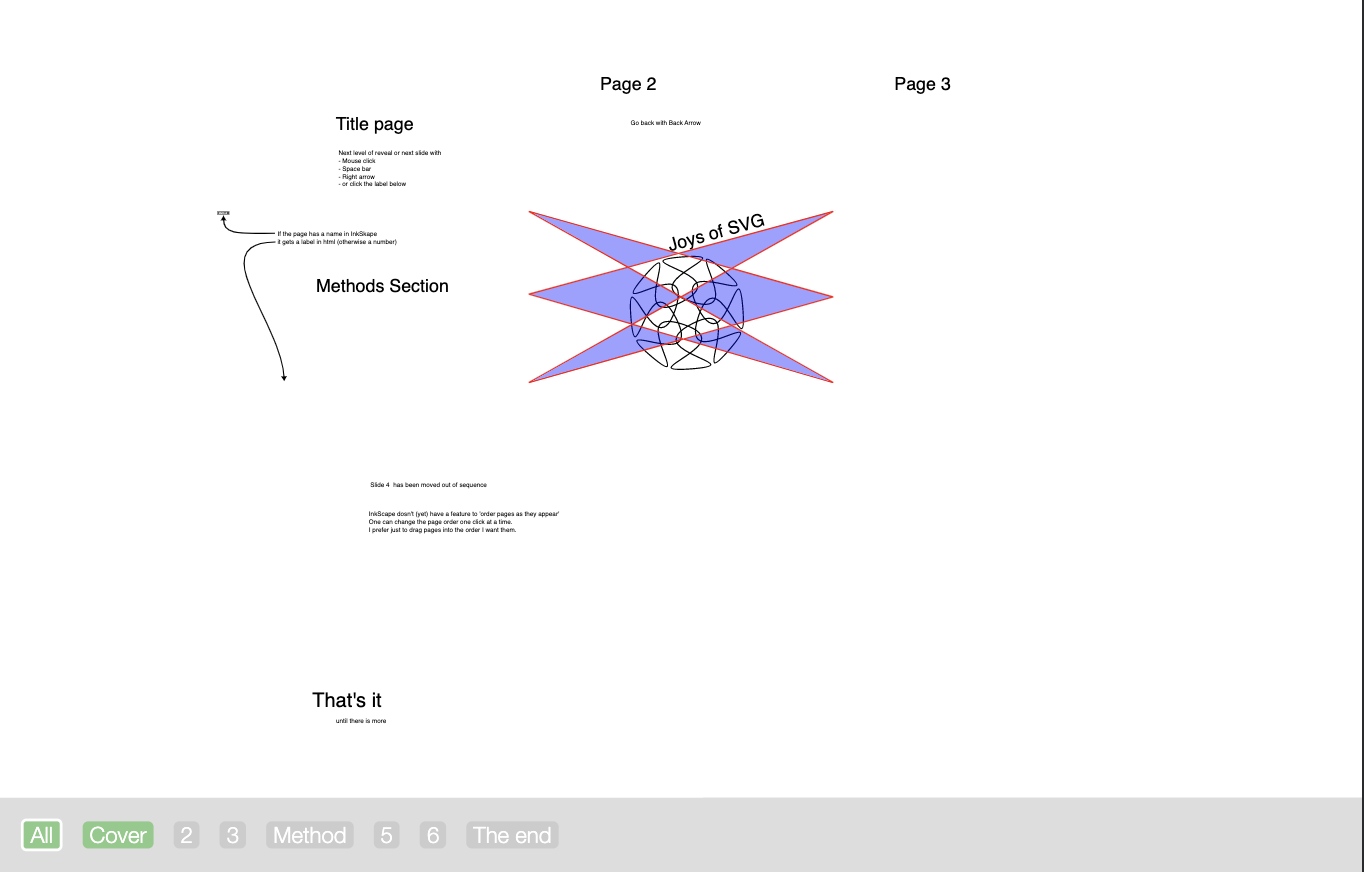 Page 2
Page 3
Title page
Go back with Back Arrow
Next level of reveal or next slide with
- Mouse click
- Space bar
- Right arrow
- or click the label below
If the page has a name in InkSkape
it gets a label in html (otherwise a number)
Joys of SVG
Methods Section
Slide 4 has been moved out of sequence
InkScape dosn't (yet) have a feature to 'order pages as they appear'
One can change the page order one click at a time.
I prefer just to drag pages into the order I want them.
That's it
until there is more
All Cover 2 3 Method 5 6 The end